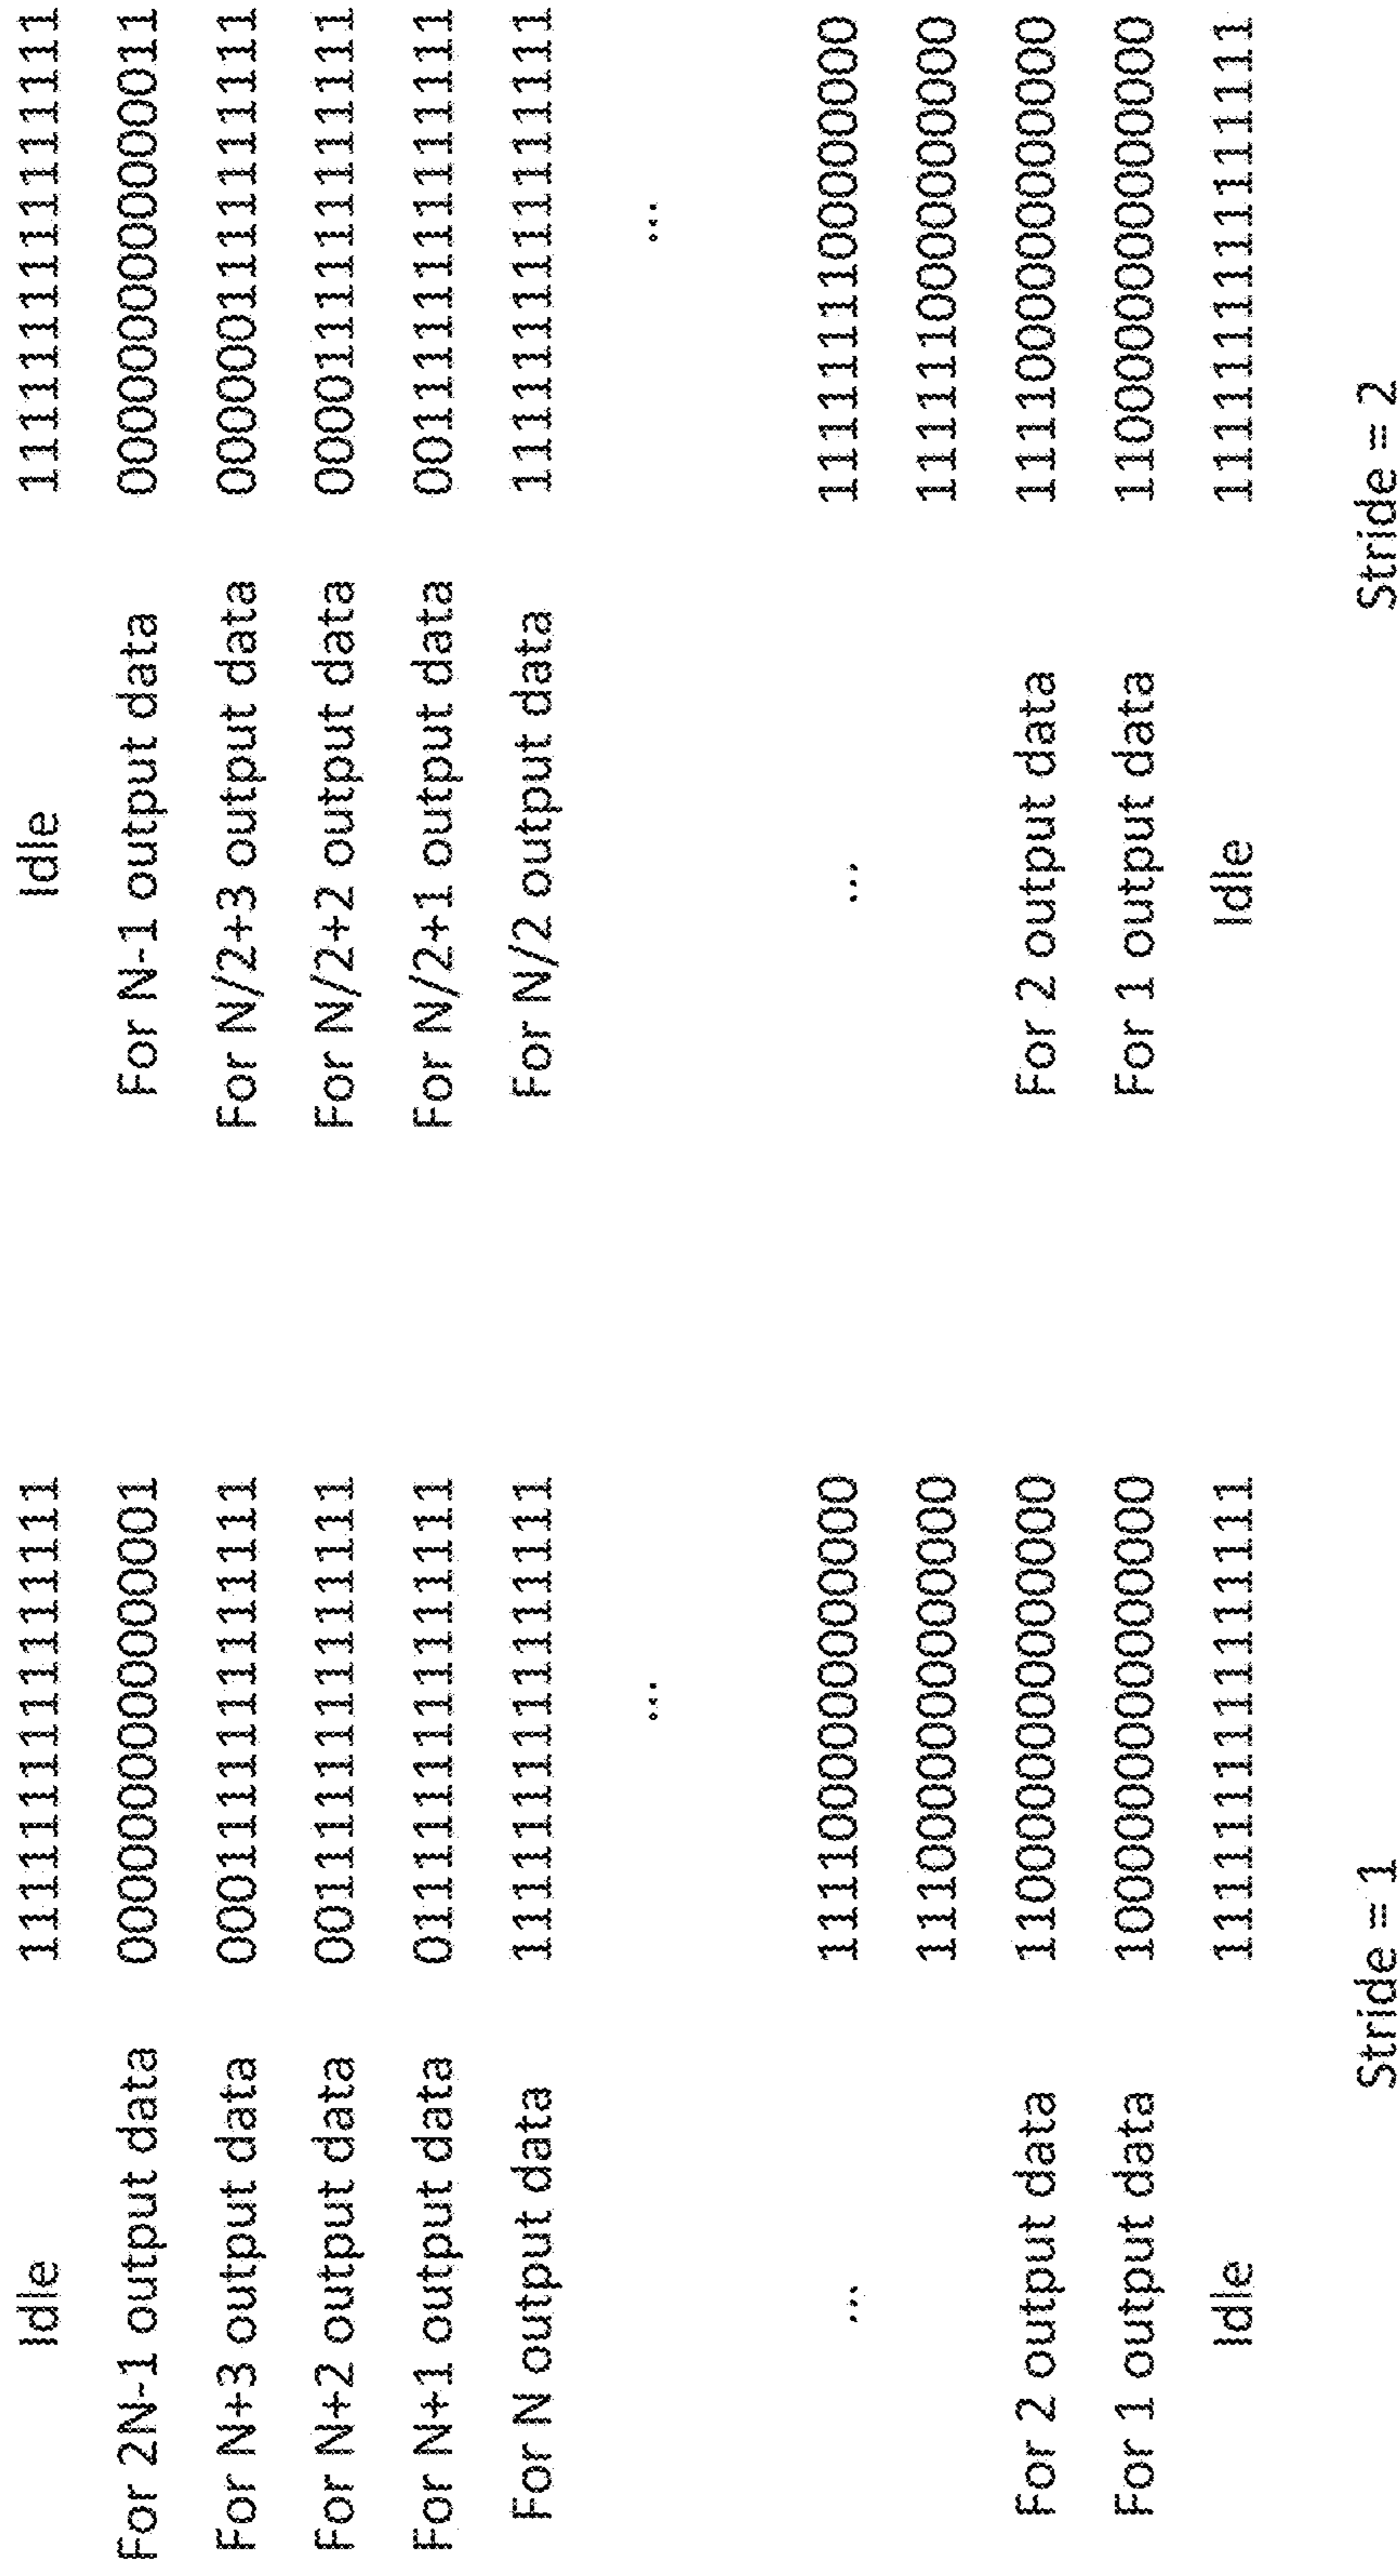 Idle 1111111111111111 Idle 1111111111111111
For 2N-1 output data 0000000000000001 For N-1 output data 0000000000000011
For N+3 output data 0001111111111111 For N/2+3 output data 0000001111111111
For N+2 output data 0011111111111111 For N/2+2 output data 0000111111111111
For N+1 output data 0111111111111111 For N/2+1 output data 0011111111111111
For N output data 1111111111111111 For N/2 output data 1111111111111111
... ...
... 1111000000000000 ... 1111111100000000
1110000000000000 1111110000000000
For 2 output data 1100000000000000 For 2 output data 1111000000000000
For 1 output data 1000000000000000 For 1 output data 1100000000000000
Idle 1111111111111111 Idle 1111111111111111
Stride = 1 Stride = 2